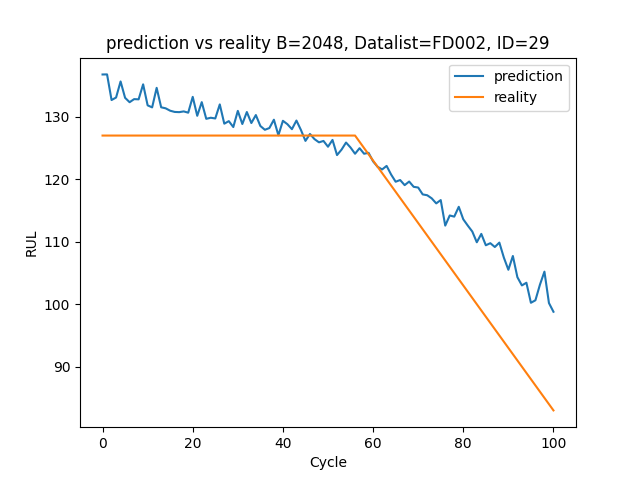 prediction vs reality B=2048, Datalist=FD002, ID=29
prediction
reality
RUL
130
120
110
100
90
0 20 40 60 80 100
Cycle